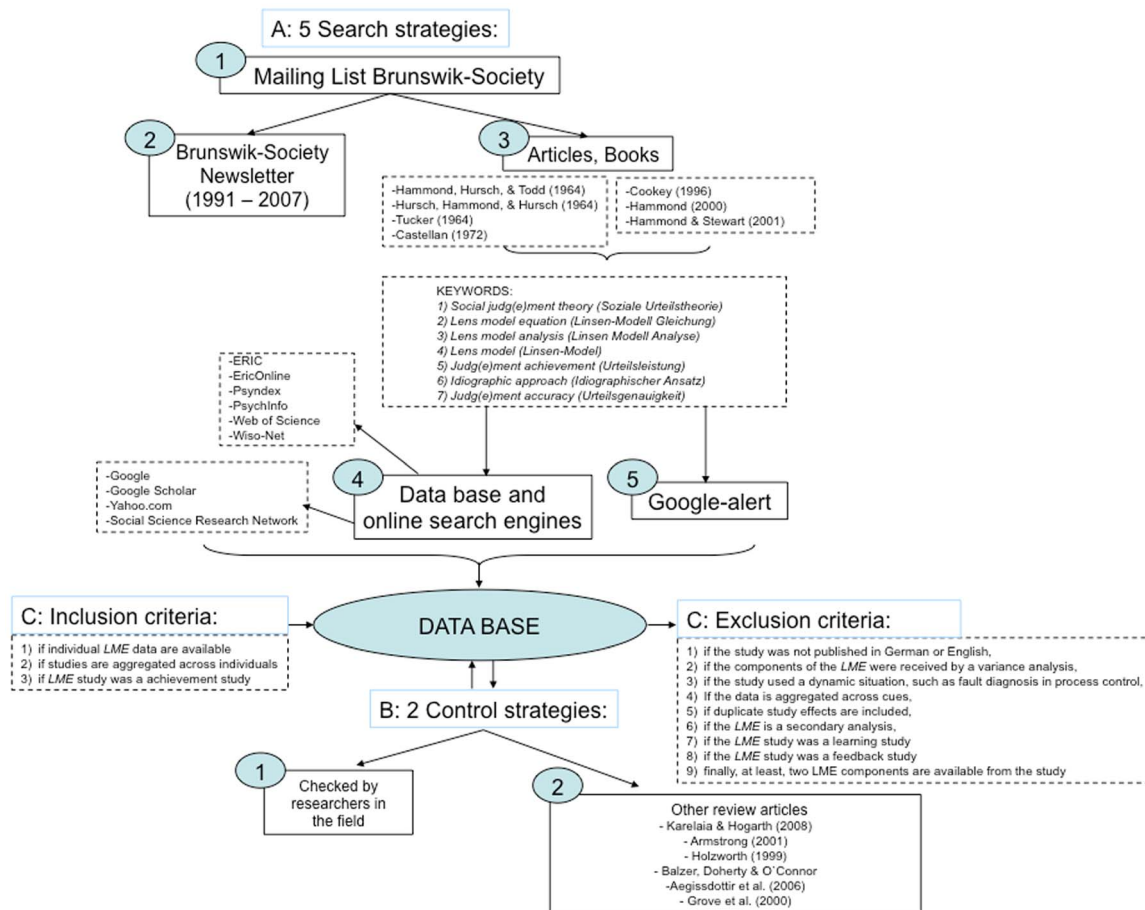 A: 5 Search strategies:
1
Mailing List Brunswik-Society
2
Brunswik-Society
Newsletter
(1991 – 2007)
3
Articles, Books
-Hammond, Hursch, & Todd (1964)
-Hursch, Hammond, & Hursch (1964)
-Tucker (1964)
-Castellan (1972)
-Cookey (1996)
-Hammond (2000)
-Hammond & Stewart (2001)
KEYWORDS:
1) Social judg(e)ment theory (Soziale Urteilstheorie)
2) Lens model equation (Linsen-Modell Gleichung)
3) Lens model analysis (Linsen Modell Analyse)
4) Lens model (Linsen-Model)
5) Judg(e)ment achievement (Urteilsleistung)
6) Idiographic approach (Idiographischer Ansatz)
7) Judg(e)ment accuracy (Urteilsgenauigkeit)
-ERIC
-EricOnline
-Psyndex
-PsychInfo
-Web of Science
-Wiso-Net
-Google
-Google Scholar
-Yahoo.com
-Social Science Research Network
4
Data base and
online search engines
5
Google-alert
C: Inclusion criteria:
1) if individual LME data are available
2) if studies are aggregated across individuals
3) if LME study was a achievement study
DATA BASE
C: Exclusion criteria:
1) if the study was not published in German or English,
2) if the components of the LME were received by a variance analysis,
3) if the study used a dynamic situation, such as fault diagnosis in process control,
4) If the data is aggregated across cues,
5) if duplicate study effects are included,
6) if the LME is a secondary analysis,
7) if the LME study was a learning study
8) if the LME study was a feedback study
9) finally, at least, two LME components are available from the study
B: 2 Control strategies:
1
Checked by
researchers in
the field
2
Other review articles
- Karelaia & Hogarth (2008)
- Armstrong (2001)
- Holzworth (1999)
- Balzer, Doherty & O`Connor
-Aegissdottir et al. (2006)
- Grove et al. (2000)